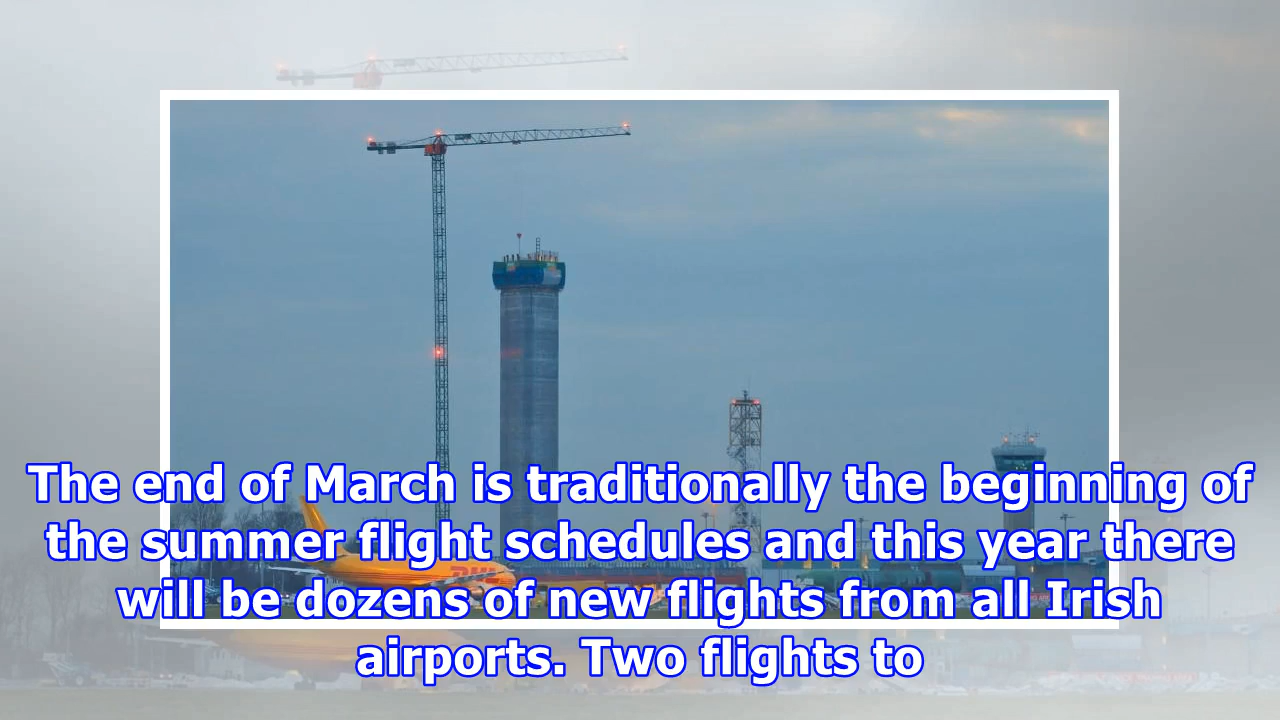 The end of March is traditionally the beginning of
the summer flight schedules and this year there
will be dozens of new flights from all Irish
airports. Two flights to
DHL